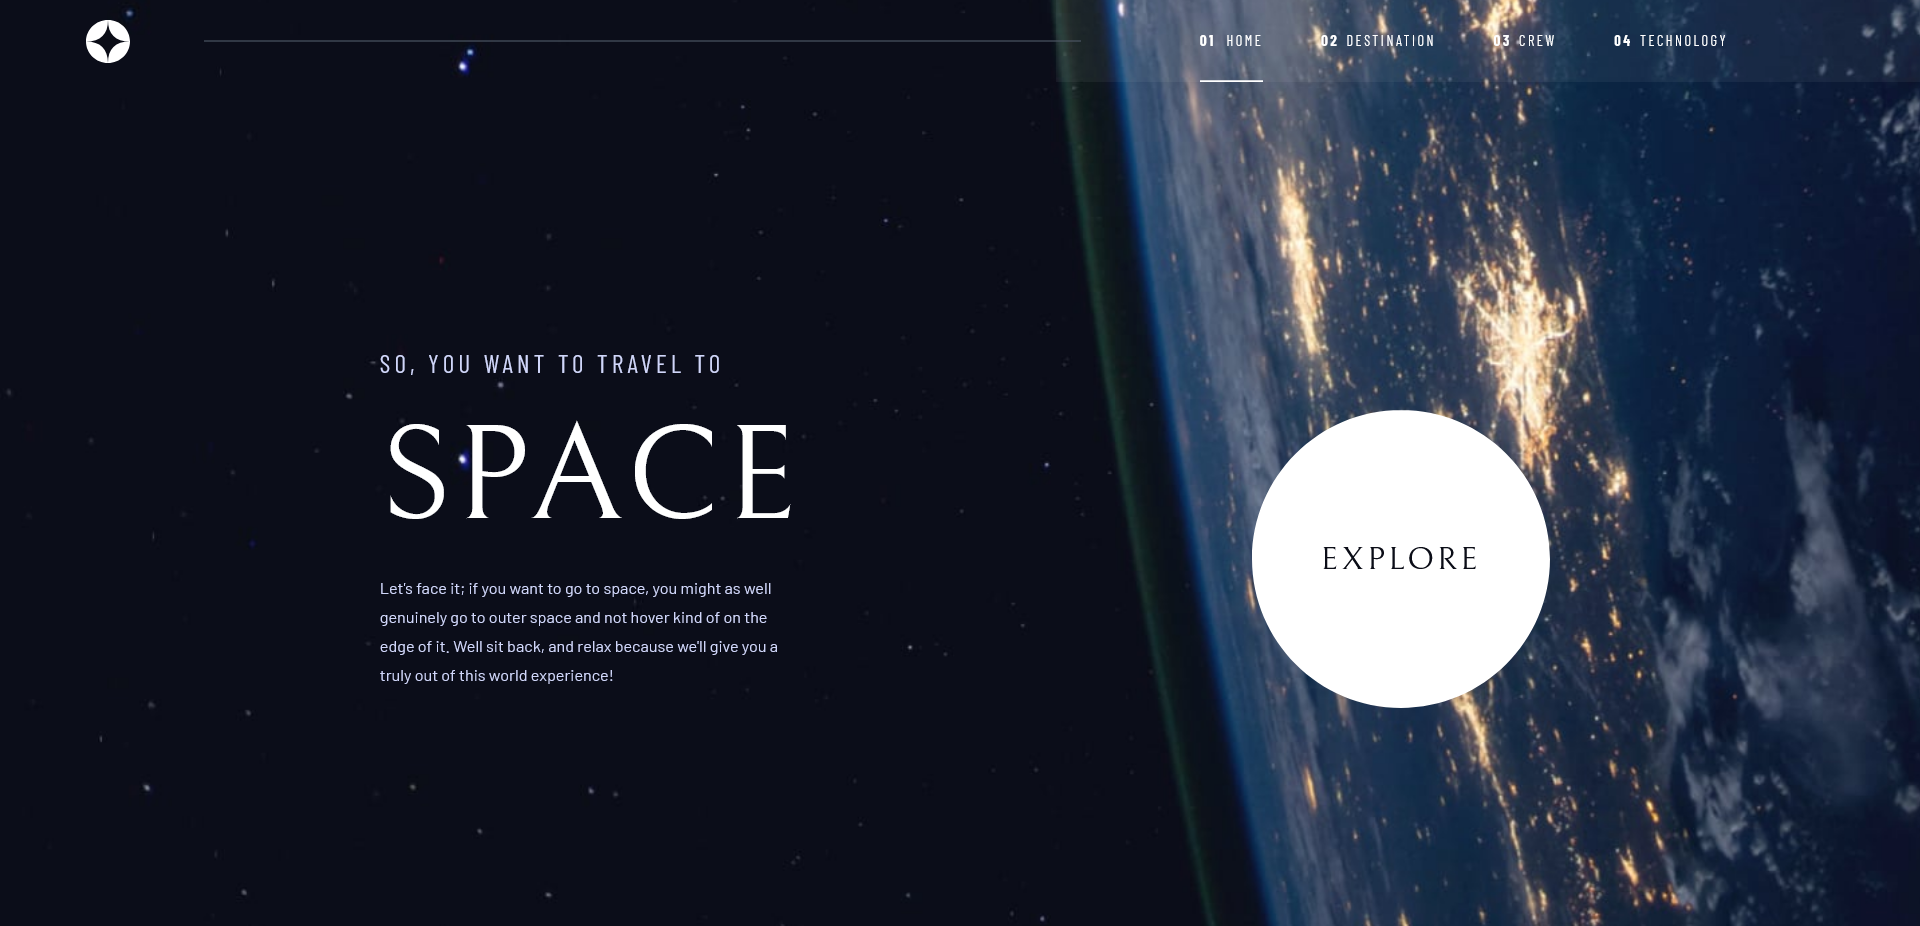 01 HOME 02 DESTINATION 03 CREW 04 TECHNOLOGY
SO, YOU WANT TO TRAVEL TO
SPACE
Let's face it; if you want to go to space, you might as well
genuinely go to outer space and not hover kind of on the
edge of it. Well sit back, and relax because we'll give you a
truly out of this world experience!
EXPLORE